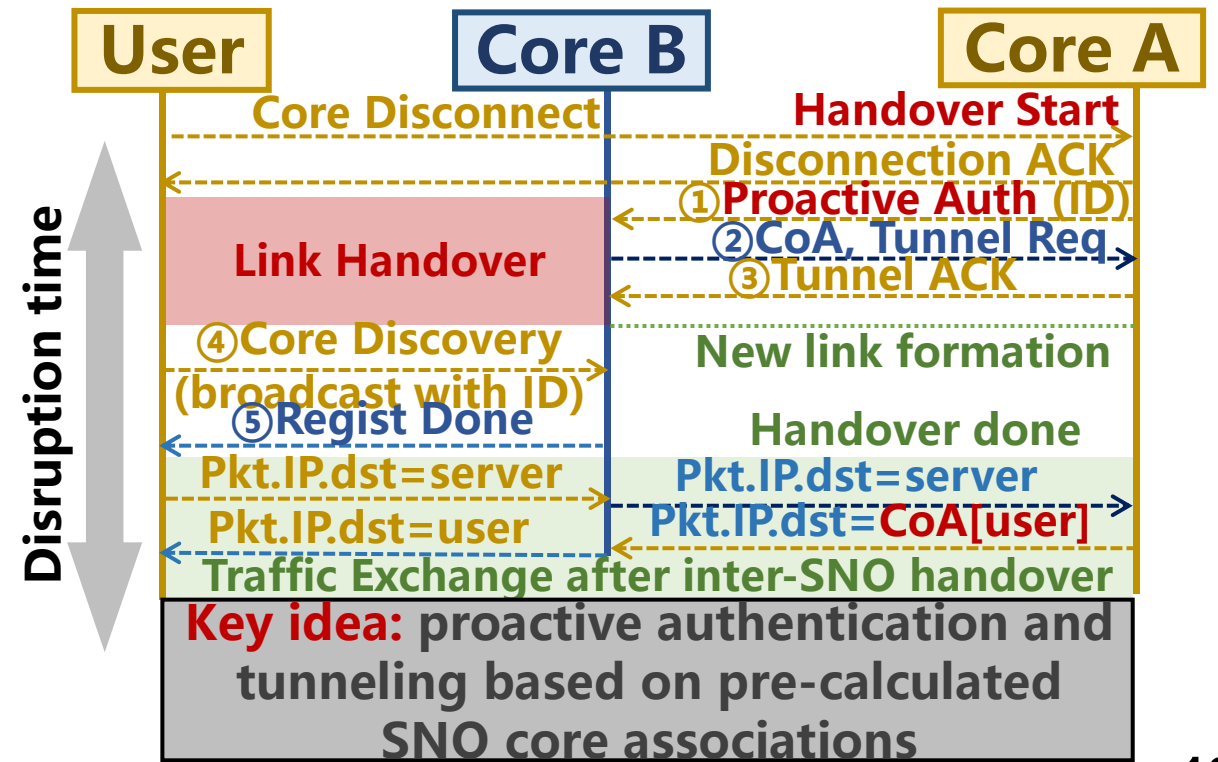 User
Core B
Core A
Core Disconnect
Handover Start
Disconnection ACK
①Proactive Auth (ID)
②CoA, Tunnel Req
Link Handover
③Tunnel ACK
④Core Discovery
(broadcast with ID)
New link formation
⑤Regist Done
Handover done
Pkt.IP.dst=server
Pkt.IP.dst=server
Pkt.IP.dst=user
Pkt.IP.dst=CoA[user]
Traffic Exchange after inter-SNO handover
Disruption time
Key idea: proactive authentication and
tunneling based on pre-calculated
SNO core associations